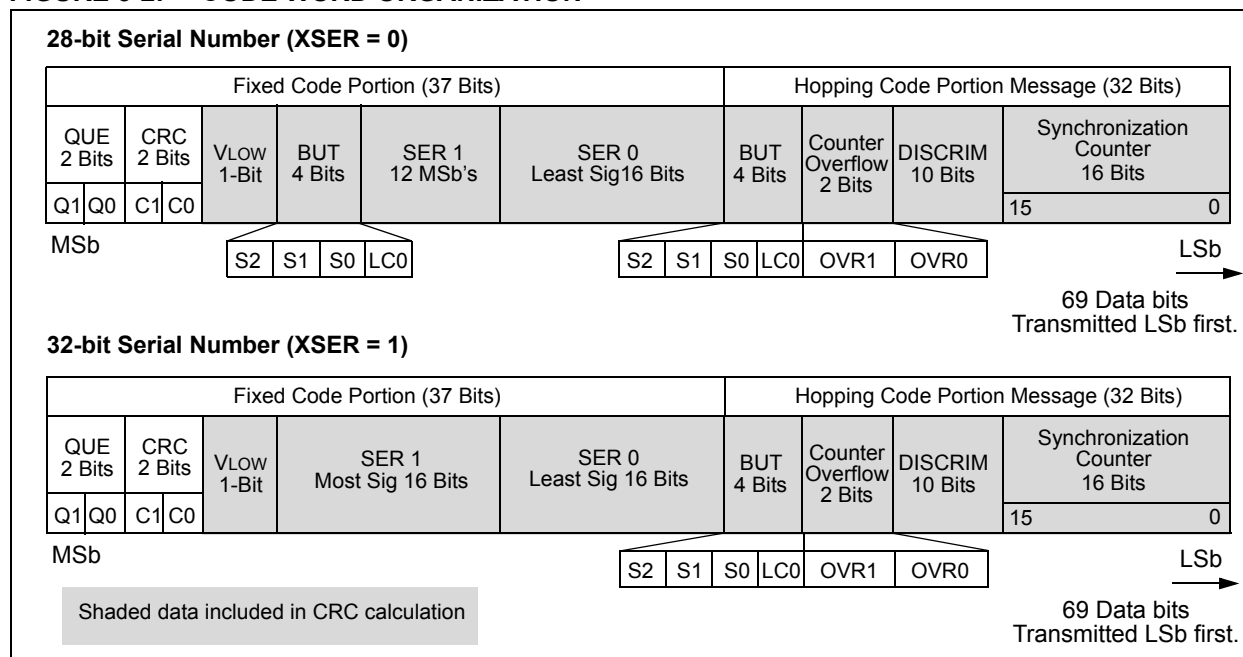 28-bit Serial Number (XSER = 0)
Fixed Code Portion (37 Bits)
Hopping Code Portion Message (32 Bits)
QUE
2 Bits
CRC
2 Bits
VLOW
1-Bit
BUT
4 Bits
SER 1
12 MSb's
SER 0
Least Sig16 Bits
BUT
4 Bits
Counter
Overflow
2 Bits
DISCRIM
10 Bits
Synchronization
Counter
16 Bits
Q1 Q0 C1 C0
15 0
MSb
S2 S1 S0 LC0
S2 S1 S0 LC0 OVR1 OVR0
LSb
69 Data bits
Transmitted LSb first.
32-bit Serial Number (XSER = 1)
Fixed Code Portion (37 Bits)
Hopping Code Portion Message (32 Bits)
QUE
2 Bits
CRC
2 Bits
VLOW
1-Bit
SER 1
Most Sig 16 Bits
SER 0
Least Sig 16 Bits
BUT
4 Bits
Counter
Overflow
2 Bits
DISCRIM
10 Bits
Synchronization
Counter
16 Bits
Q1 Q0 C1 C0
15 0
MSb
S2 S1 S0 LC0 OVR1 OVR0
LSb
Shaded data included in CRC calculation
69 Data bits
Transmitted LSb first.